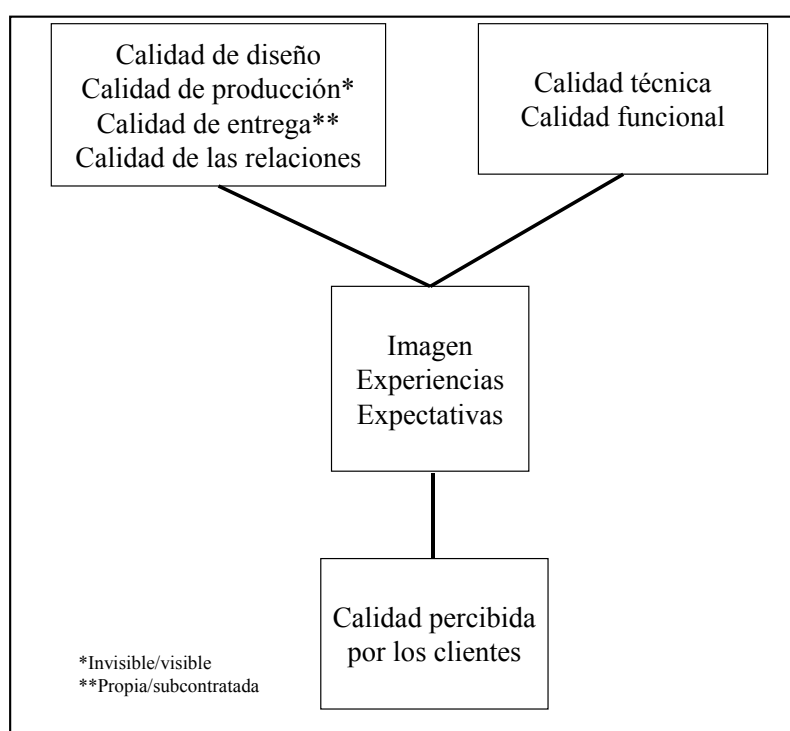 Calidad de diseño
Calidad de producción*
Calidad de entrega**
Calidad de las relaciones
Calidad técnica
Calidad funcional
Imagen
Experiencias
Expectativas
Calidad percibida
por los clientes
*Invisible/visible
**Propia/subcontratada